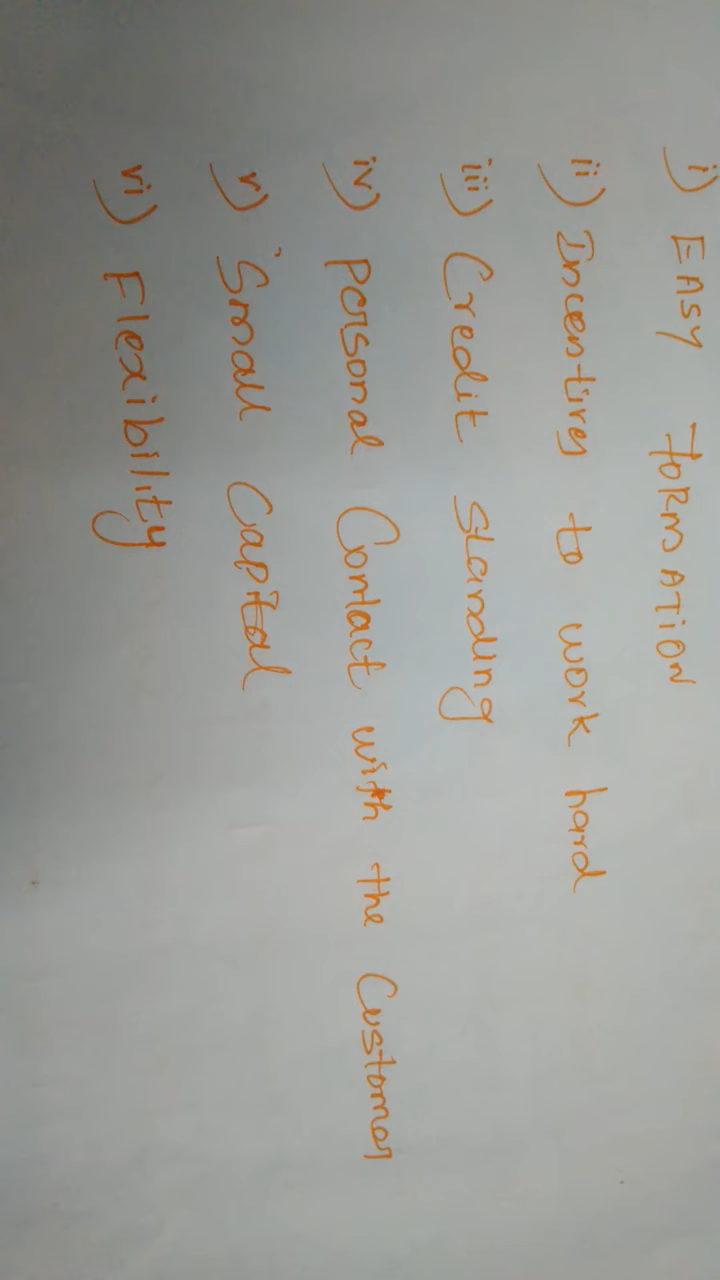 i) EASY FORMATION
ii) Incentives to work hard
iii) Credit standing
iv) Personal Contact with the Customer
v) Small Capital
vi) Flexibility